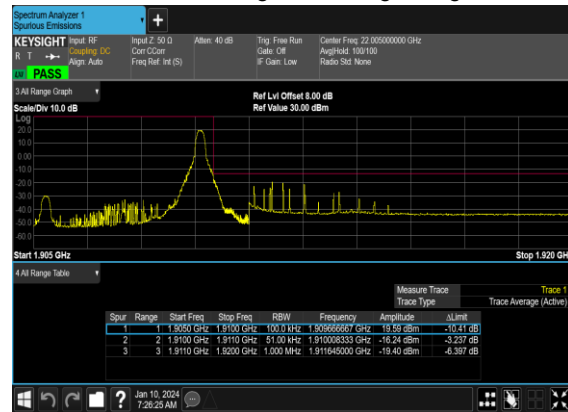 Spectrum Analyzer 1
Spurious Emissions
+
KEYSIGHT Input: RF Input Z: 50 Ω Atten: 40 dB Trig: Free Run Center Freq: 22.005000000 GHz
R T Coupling: DC Corr CCorr Gate: Off Avg|Hold: 100/100
Align: Auto Freq Ref: Int (S) IF Gain: Low Radio Std: None
PASS
3 All Range Graph
Ref Lvl Offset 8.00 dB
Scale/Div 10.0 dB Ref Value 30.00 dBm
Log
20.0
10.0
0.00
-10.0
-20.0
-30.0
-40.0
-50.0
-60.0
Start 1.905 GHz Stop 1.920 GH
4 All Range Table
Measure Trace Trace 1
Trace Type Trace Average (Active)
Spur Range Start Freq Stop Freq RBW Frequency Amplitude ΔLimit
1 1 1.9050 GHz 1.9100 GHz 100.0 kHz 1.909666667 GHz 19.59 dBm -10.41 dB
2 2 1.9100 GHz 1.9110 GHz 51.00 kHz 1.910008333 GHz -16.24 dBm -3.237 dB
3 3 1.9110 GHz 1.9200 GHz 1.000 MHz 1.911645000 GHz -19.40 dBm -6.397 dB
? Jan 10, 2024
7:26:25 AM